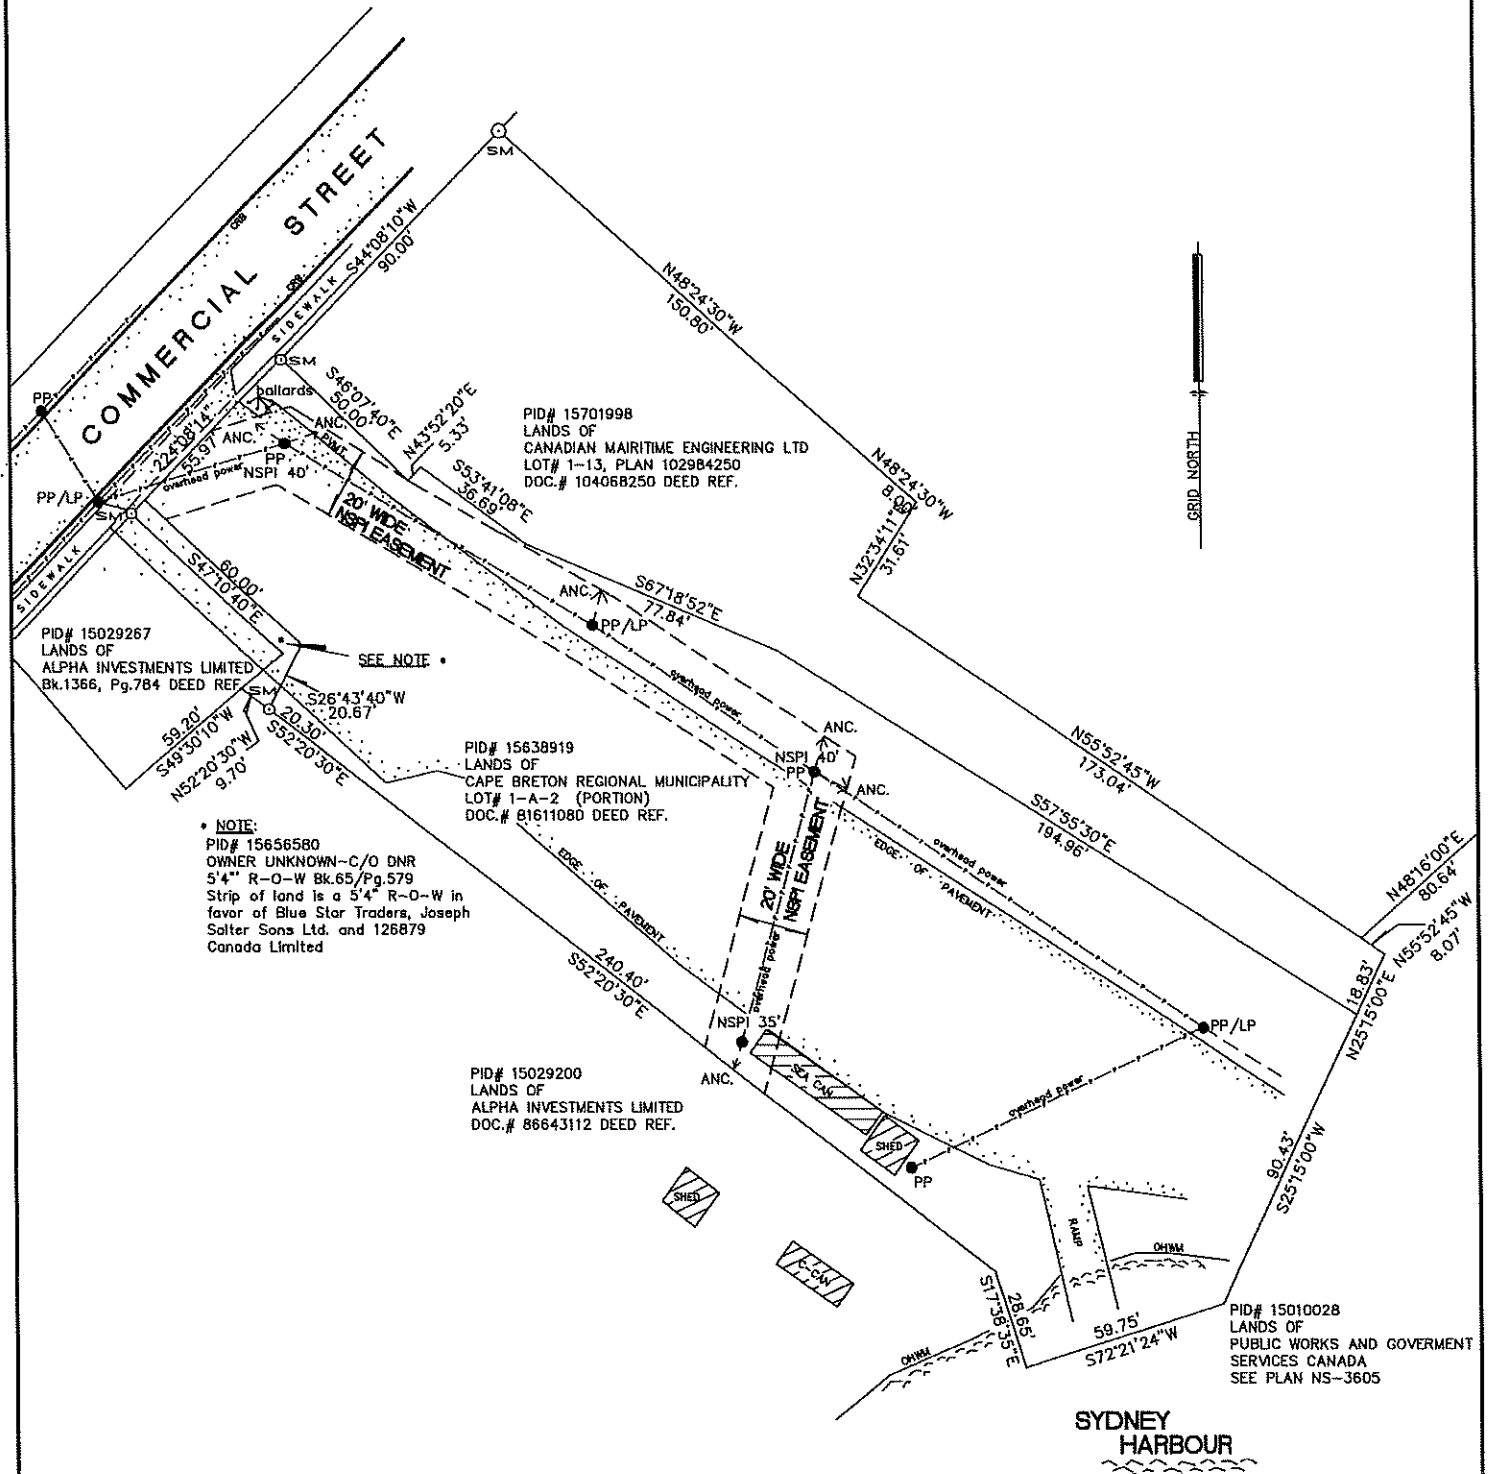 SM
COMMERCIAL STREET
CRB
CRB
SIDEWALK
S44°08'10"W
90.00'
N48°24'30"W
150.80'
GRID NORTH
SM
PP
bollards
S46°07'40"E
50.00'
N43°52'20"E
5.33'
ANC.
ANC.
PVMT.
PP
NSPI 40'
224°08'14"
55.97'
overhead power
PP/LP
SM
SIDEWALK
PID# 15701998
LANDS OF
CANADIAN MAIRITIME ENGINEERING LTD
LOT# 1-13, PLAN 102984250
DOC.# 104068250 DEED REF.
S53°41'08"E
36.69'
N48°24'30"W
8.00'
N32°34'11"E
31.61'
20' WIDE
NSPI EASEMENT
60.00'
S47°10'40"E
ANC.
PP/LP
S67°18'52"E
77.84'
PID# 15029267
LANDS OF
ALPHA INVESTMENTS LIMITED
Bk.1366, Pg.784 DEED REF.
*
SEE NOTE •
SM
S26°43'40"W
20.67'
59.20'
S49°30'10"W
N52°20'30"W
9.70'
20.30'
S52°20'30"E
overhead power
ANC.
NSPI 40'
PP
ANC.
N55°52'45"W
173.04'
PID# 15638919
LANDS OF
CAPE BRETON REGIONAL MUNICIPALITY
LOT# 1-A-2 (PORTION)
DOC.# 81611080 DEED REF.
S57°55'30"E
194.96'
• NOTE:
PID# 15656580
OWNER UNKNOWN-C/O DNR
5'4" R-O-W Bk.65/Pg.579
Strip of land is a 5'4" R-O-W in
favor of Blue Star Traders, Joseph
Salter Sons Ltd. and 126879
Canada Limited
EDGE OF PAVEMENT
20' WIDE
NSPI EASEMENT
overhead power
EDGE OF PAVEMENT
overhead power
N48°16'00"E
80.64'
N55°52'45"W
8.07'
18.83'
N25°15'00"E
240.40'
S52°20'30"E
NSPI 35'
ANC.
PP/LP
SEA CAN
PID# 15029200
LANDS OF
ALPHA INVESTMENTS LIMITED
DOC.# 86643112 DEED REF.
overhead power
SHED
PP
SHED
C-CAN
90.43'
S25°15'00"W
RAMP
OHWM
OHWM
28.65'
S17°38'35"E
59.75'
S72°21'24"W
PID# 15010028
LANDS OF
PUBLIC WORKS AND GOVERMENT
SERVICES CANADA
SEE PLAN NS-3605
SYDNEY
HARBOUR